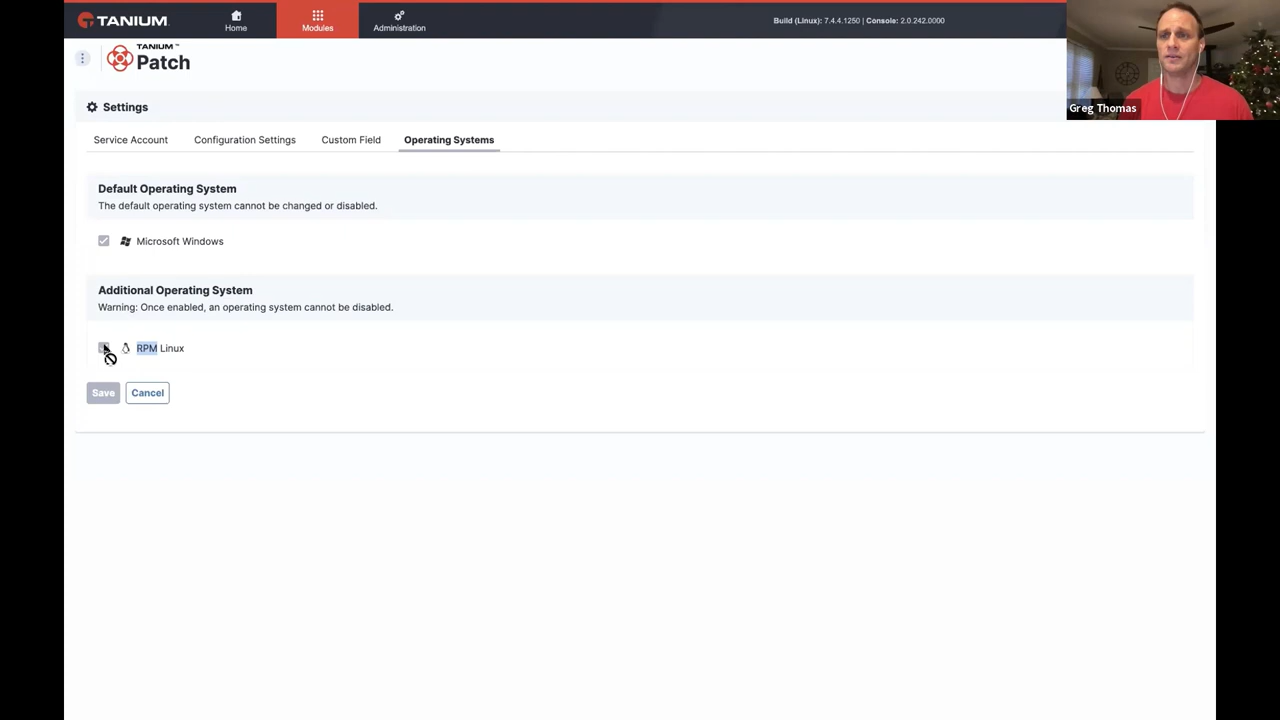 TANIUM
Home
Modules
Administration
Build (Linux): 7.4.4.1250 | Console: 2.0.242.0000
TANIUM™
Patch
Greg Thomas
Settings
Service Account
Configuration Settings
Custom Field
Operating Systems
Default Operating System
The default operating system cannot be changed or disabled.
Microsoft Windows
Additional Operating System
Warning: Once enabled, an operating system cannot be disabled.
RPM Linux
Save
Cancel